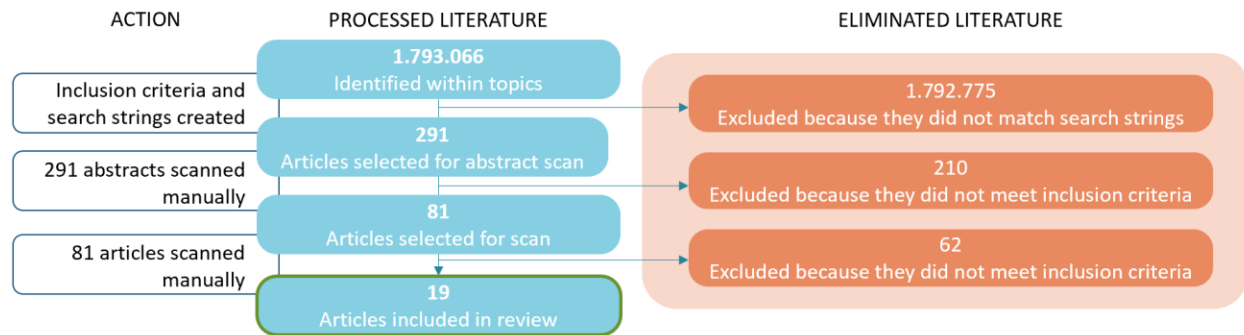 ACTION
PROCESSED LITERATURE
ELIMINATED LITERATURE
1.793.066
Identified within topics
Inclusion criteria and
search strings created
1.792.775
Excluded because they did not match search strings
291
Articles selected for abstract scan
291 abstracts scanned
manually
210
Excluded because they did not meet inclusion criteria
81
Articles selected for scan
81 articles scanned
manually
62
Excluded because they did not meet inclusion criteria
19
Articles included in review